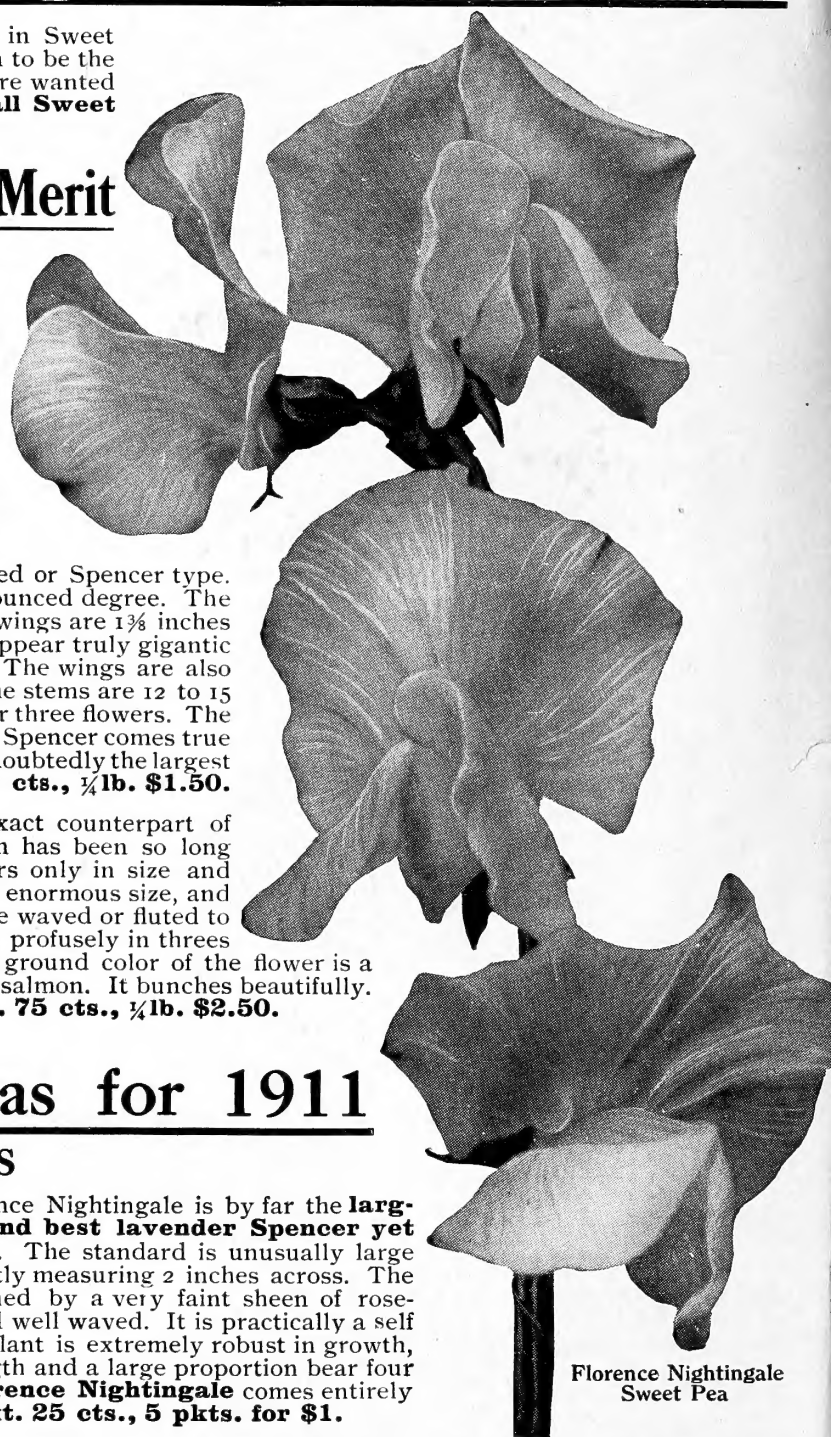 in Sweet
to be the
re wanted
all Sweet
Merit
ed or Spencer type.
ounced degree. The
wings are 1⅜ inches
ppear truly gigantic
The wings are also
e stems are 12 to 15
r three flowers. The
Spencer comes true
doubtedly the largest
cts., ¼lb. $1.50.
xact counterpart of
h has been so long
rs only in size and
enormous size, and
e waved or fluted to
profusely in threes
ground color of the flower is a
salmon. It bunches beautifully.
. 75 cts., ¼lb. $2.50.
as for 1911
s
nce Nightingale is by far the larg-
nd best lavender Spencer yet
. The standard is unusually large
tly measuring 2 inches across. The
ned by a very faint sheen of rose-
d well waved. It is practically a self
lant is extremely robust in growth,
gth and a large proportion bear four
rence Nightingale comes entirely
t. 25 cts., 5 pkts. for $1.
Florence Nightingale
Sweet Pea